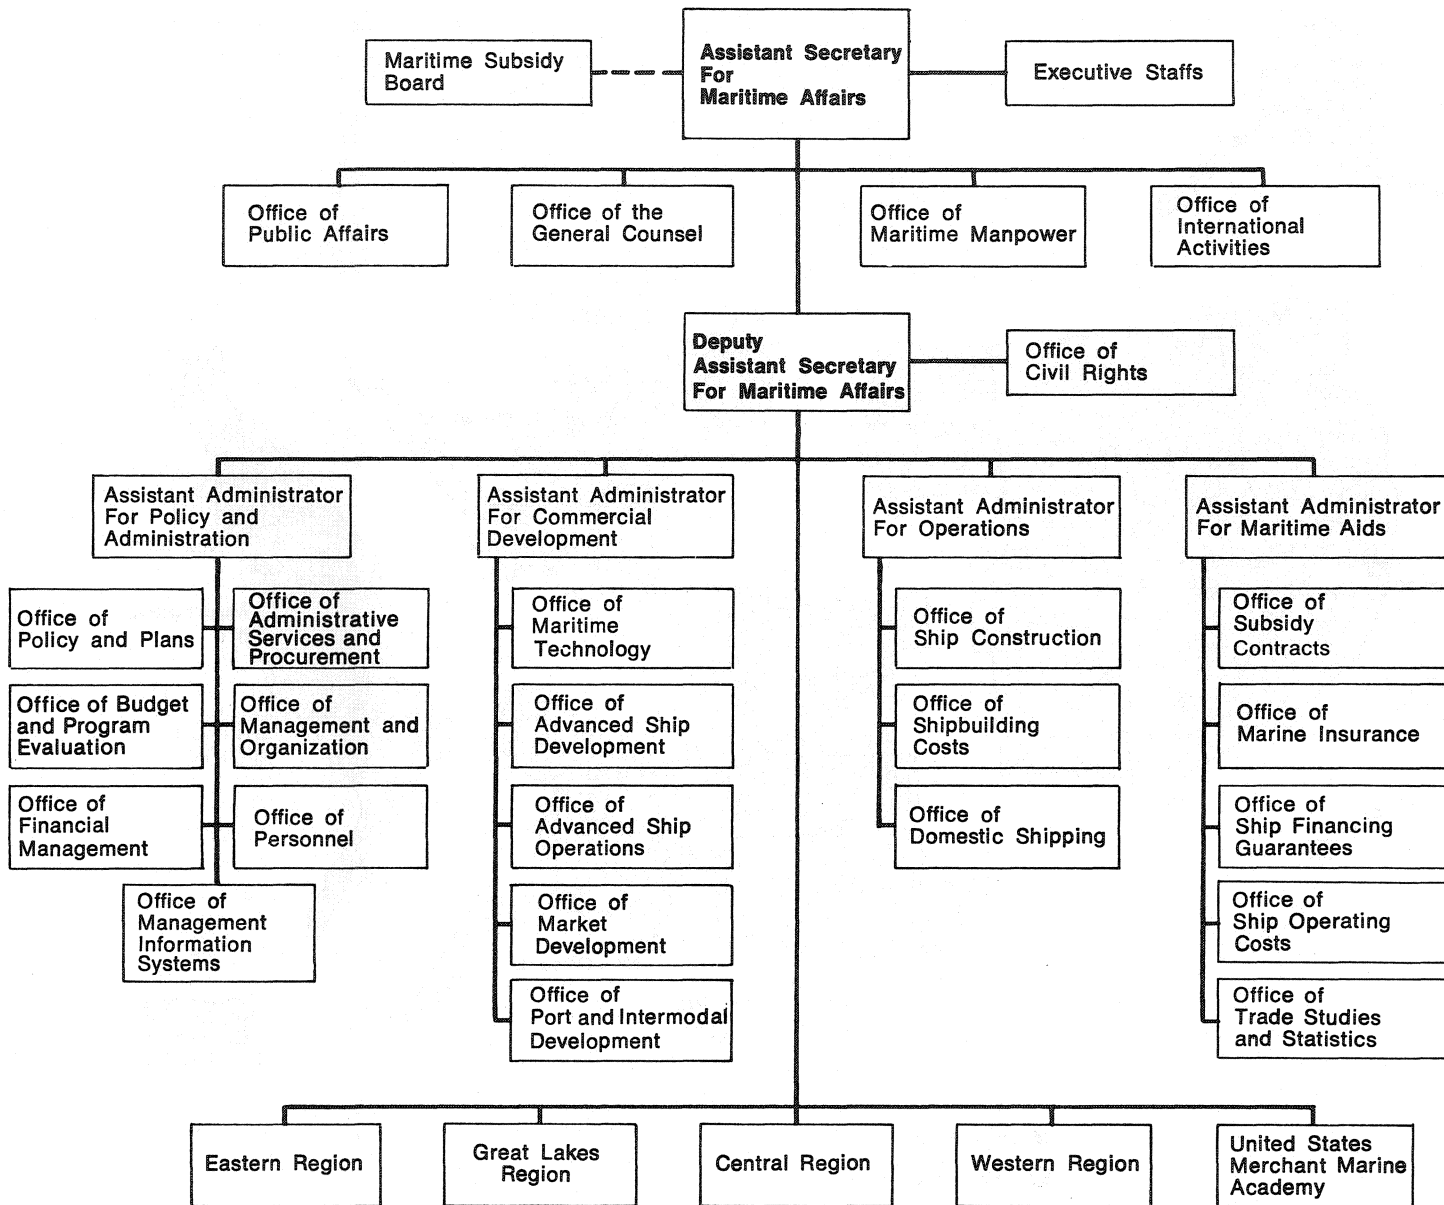 Maritime Subsidy
Board
Assistant Secretary
For
Maritime Affairs
Executive Staffs
Office of
Public Affairs
Office of the
General Counsel
Office of
Maritime Manpower
Office of
International
Activities
Deputy
Assistant Secretary
For Maritime Affairs
Office of
Civil Rights
Assistant Administrator
For Policy and
Administration
Assistant Administrator
For Commercial
Development
Assistant Administrator
For Operations
Assistant Administrator
For Maritime Aids
Office of
Policy and Plans
Office of
Administrative
Services and
Procurement
Office of Budget
and Program
Evaluation
Office of
Management and
Organization
Office of
Financial
Management
Office of
Personnel
Office of
Management
Information
Systems
Office of
Maritime
Technology
Office of
Advanced Ship
Development
Office of
Advanced Ship
Operations
Office of
Market
Development
Office of
Port and Intermodal
Development
Office of
Ship Construction
Office of
Shipbuilding
Costs
Office of
Domestic Shipping
Office of
Subsidy
Contracts
Office of
Marine Insurance
Office of
Ship Financing
Guarantees
Office of
Ship Operating
Costs
Office of
Trade Studies
and Statistics
Eastern Region
Great Lakes
Region
Central Region
Western Region
United States
Merchant Marine
Academy